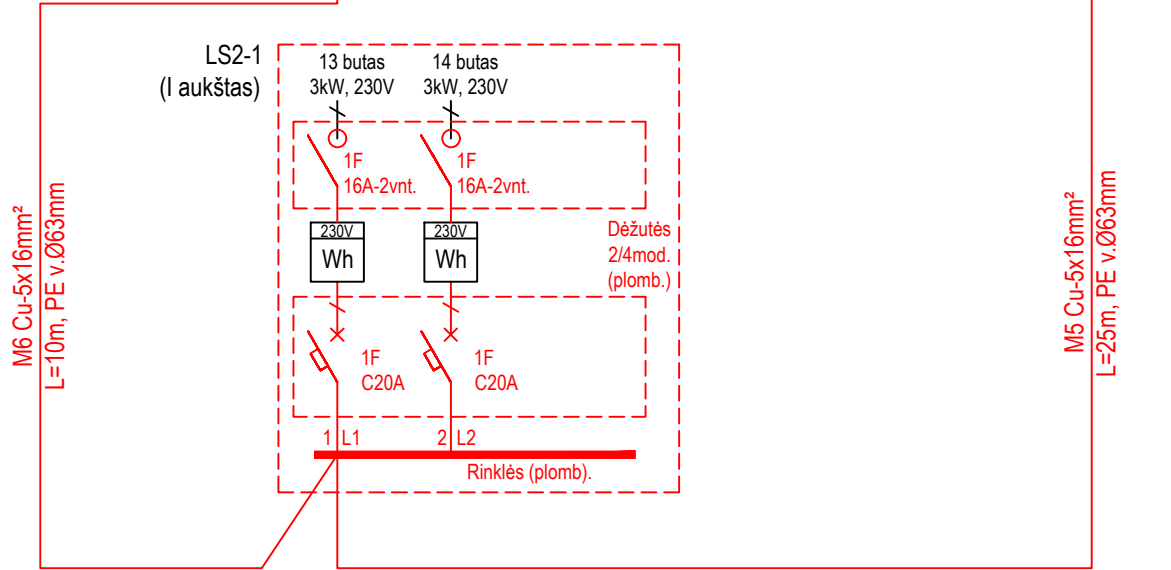 LS2-1
(I aukštas)
13 butas
3kW, 230V
14 butas
3kW, 230V
1F
16A-2vnt.
1F
16A-2vnt.
230V
Wh
230V
Wh
Dėžutės
2/4mod.
(plomb.)
1F
C20A
1F
C20A
1 L1
2 L2
Rinklės (plomb).
M6 Cu-5x16mm²
L=10m, PE v.Ø63mm
M5 Cu-5x16mm²
L=25m, PE v.Ø63mm